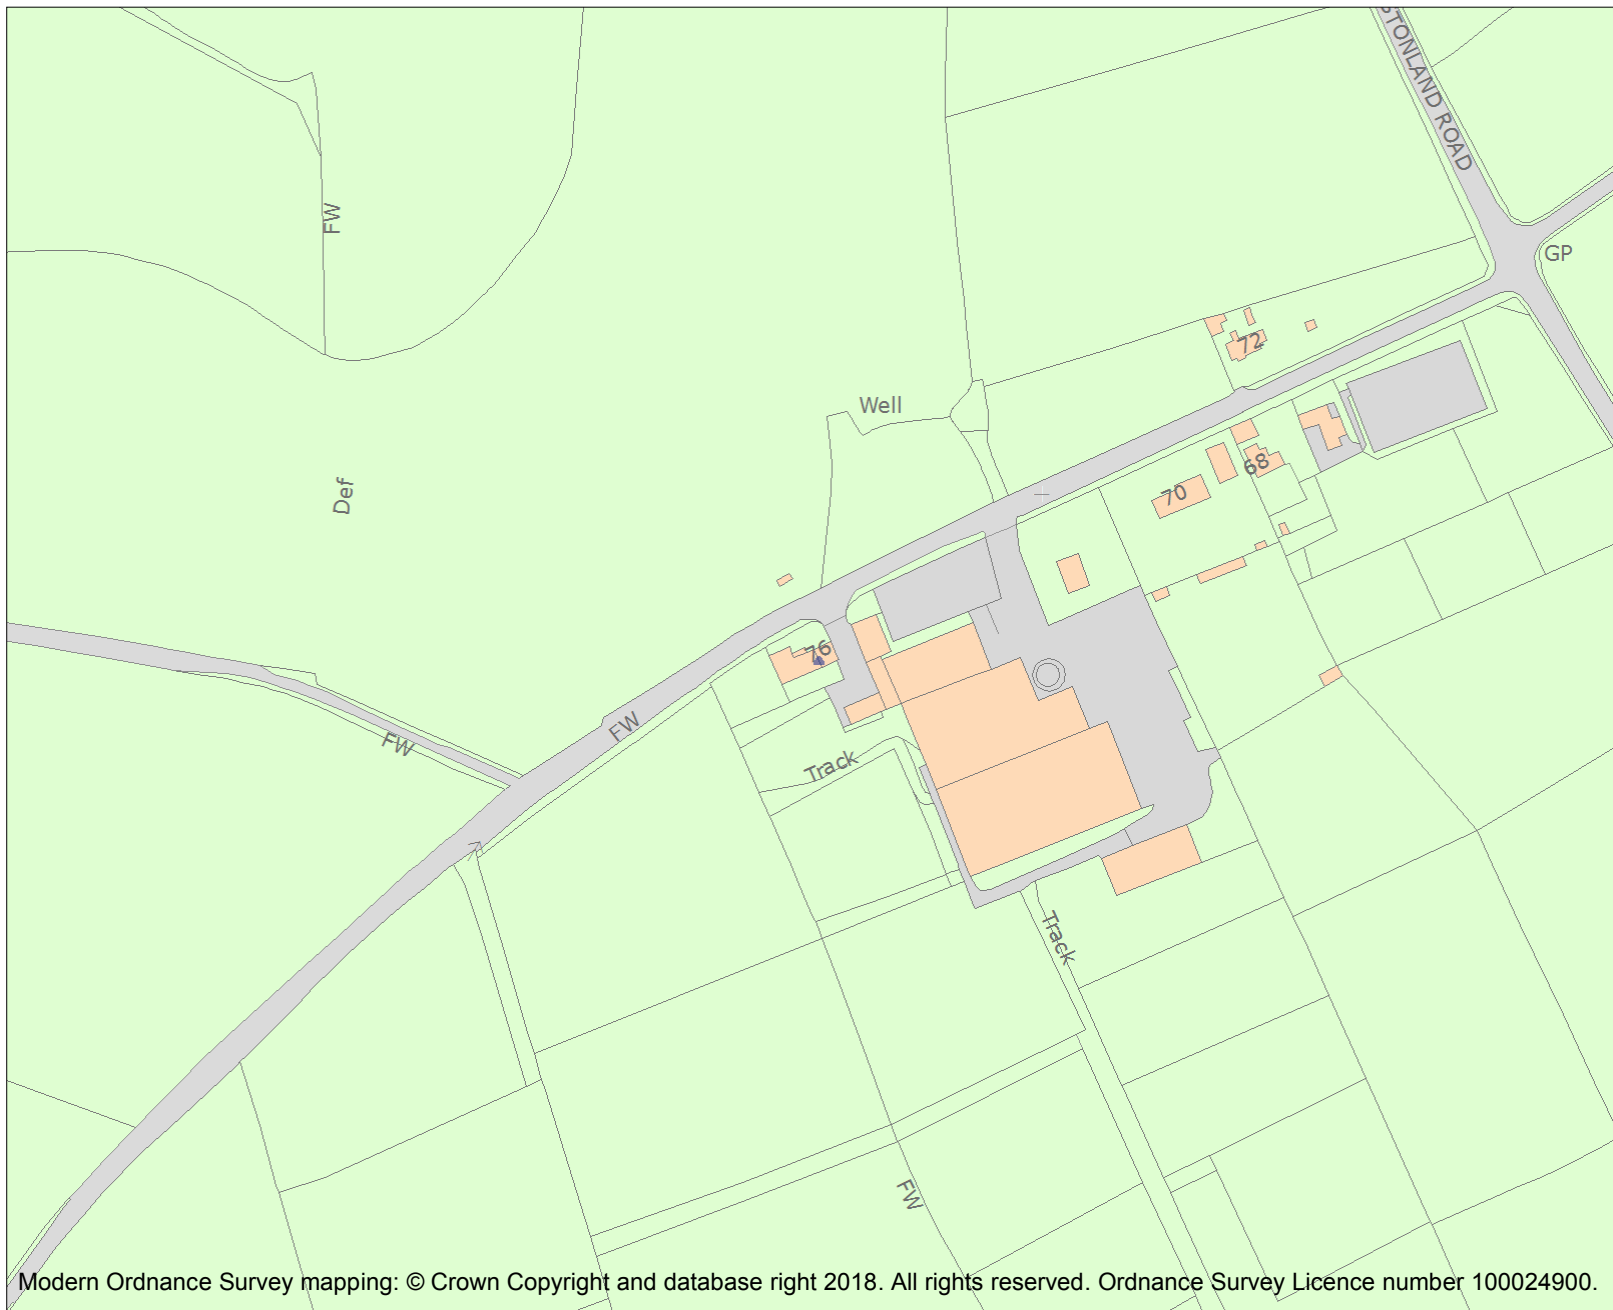 STONLAND ROAD
FW
GP
72
Well
68
70
Def
76
FW
FW
Track
Track
FW
Modern Ordnance Survey mapping: © Crown Copyright and database right 2018. All rights reserved. Ordnance Survey Licence number 100024900.